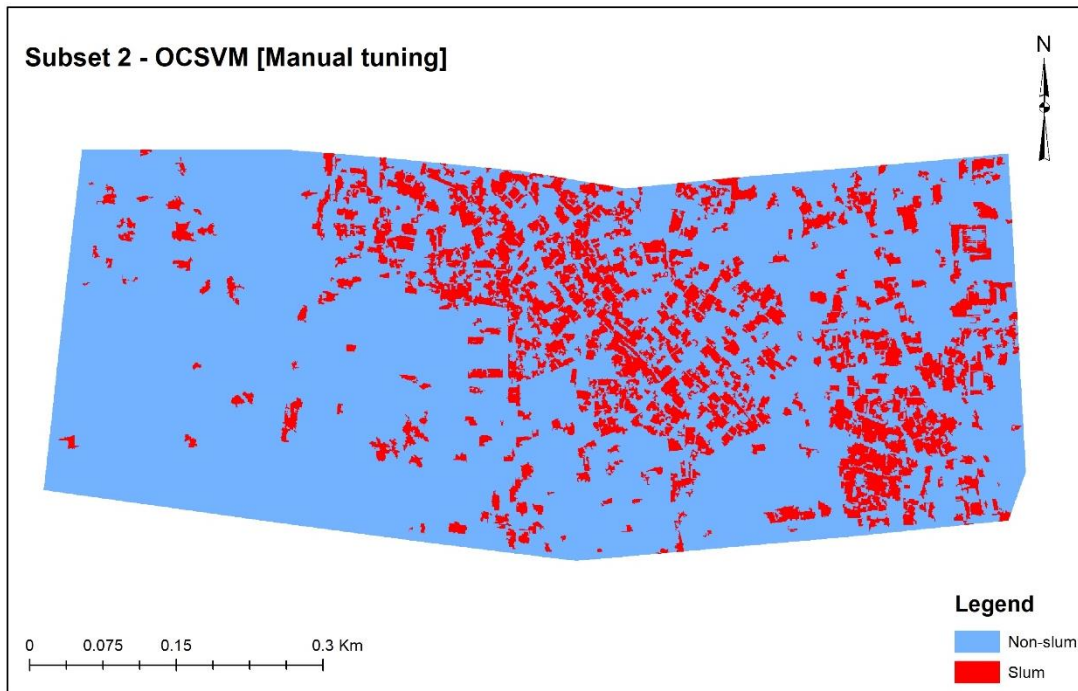 Subset 2 - OCSVM [Manual tuning]
N
0 0.075 0.15 0.3 Km
Legend
Non-slum
Slum